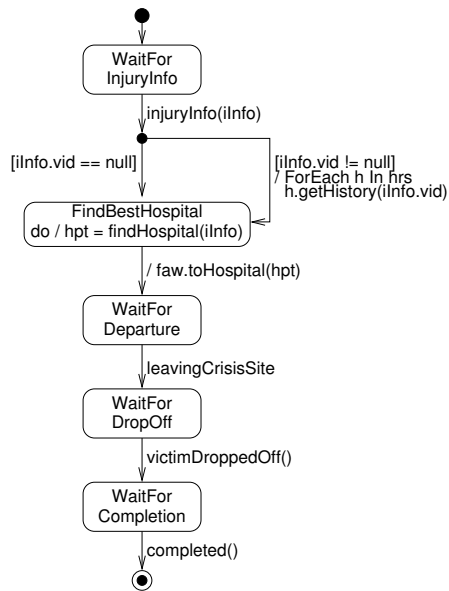 WaitFor
InjuryInfo
injuryInfo(iInfo)
[iInfo.vid == null]
[iInfo.vid != null]
/ ForEach h In hrs
h.getHistory(iInfo.vid)
FindBestHospital
do / hpt = findHospital(iInfo)
/ faw.toHospital(hpt)
WaitFor
Departure
leavingCrisisSite
WaitFor
DropOff
victimDroppedOff()
WaitFor
Completion
completed()